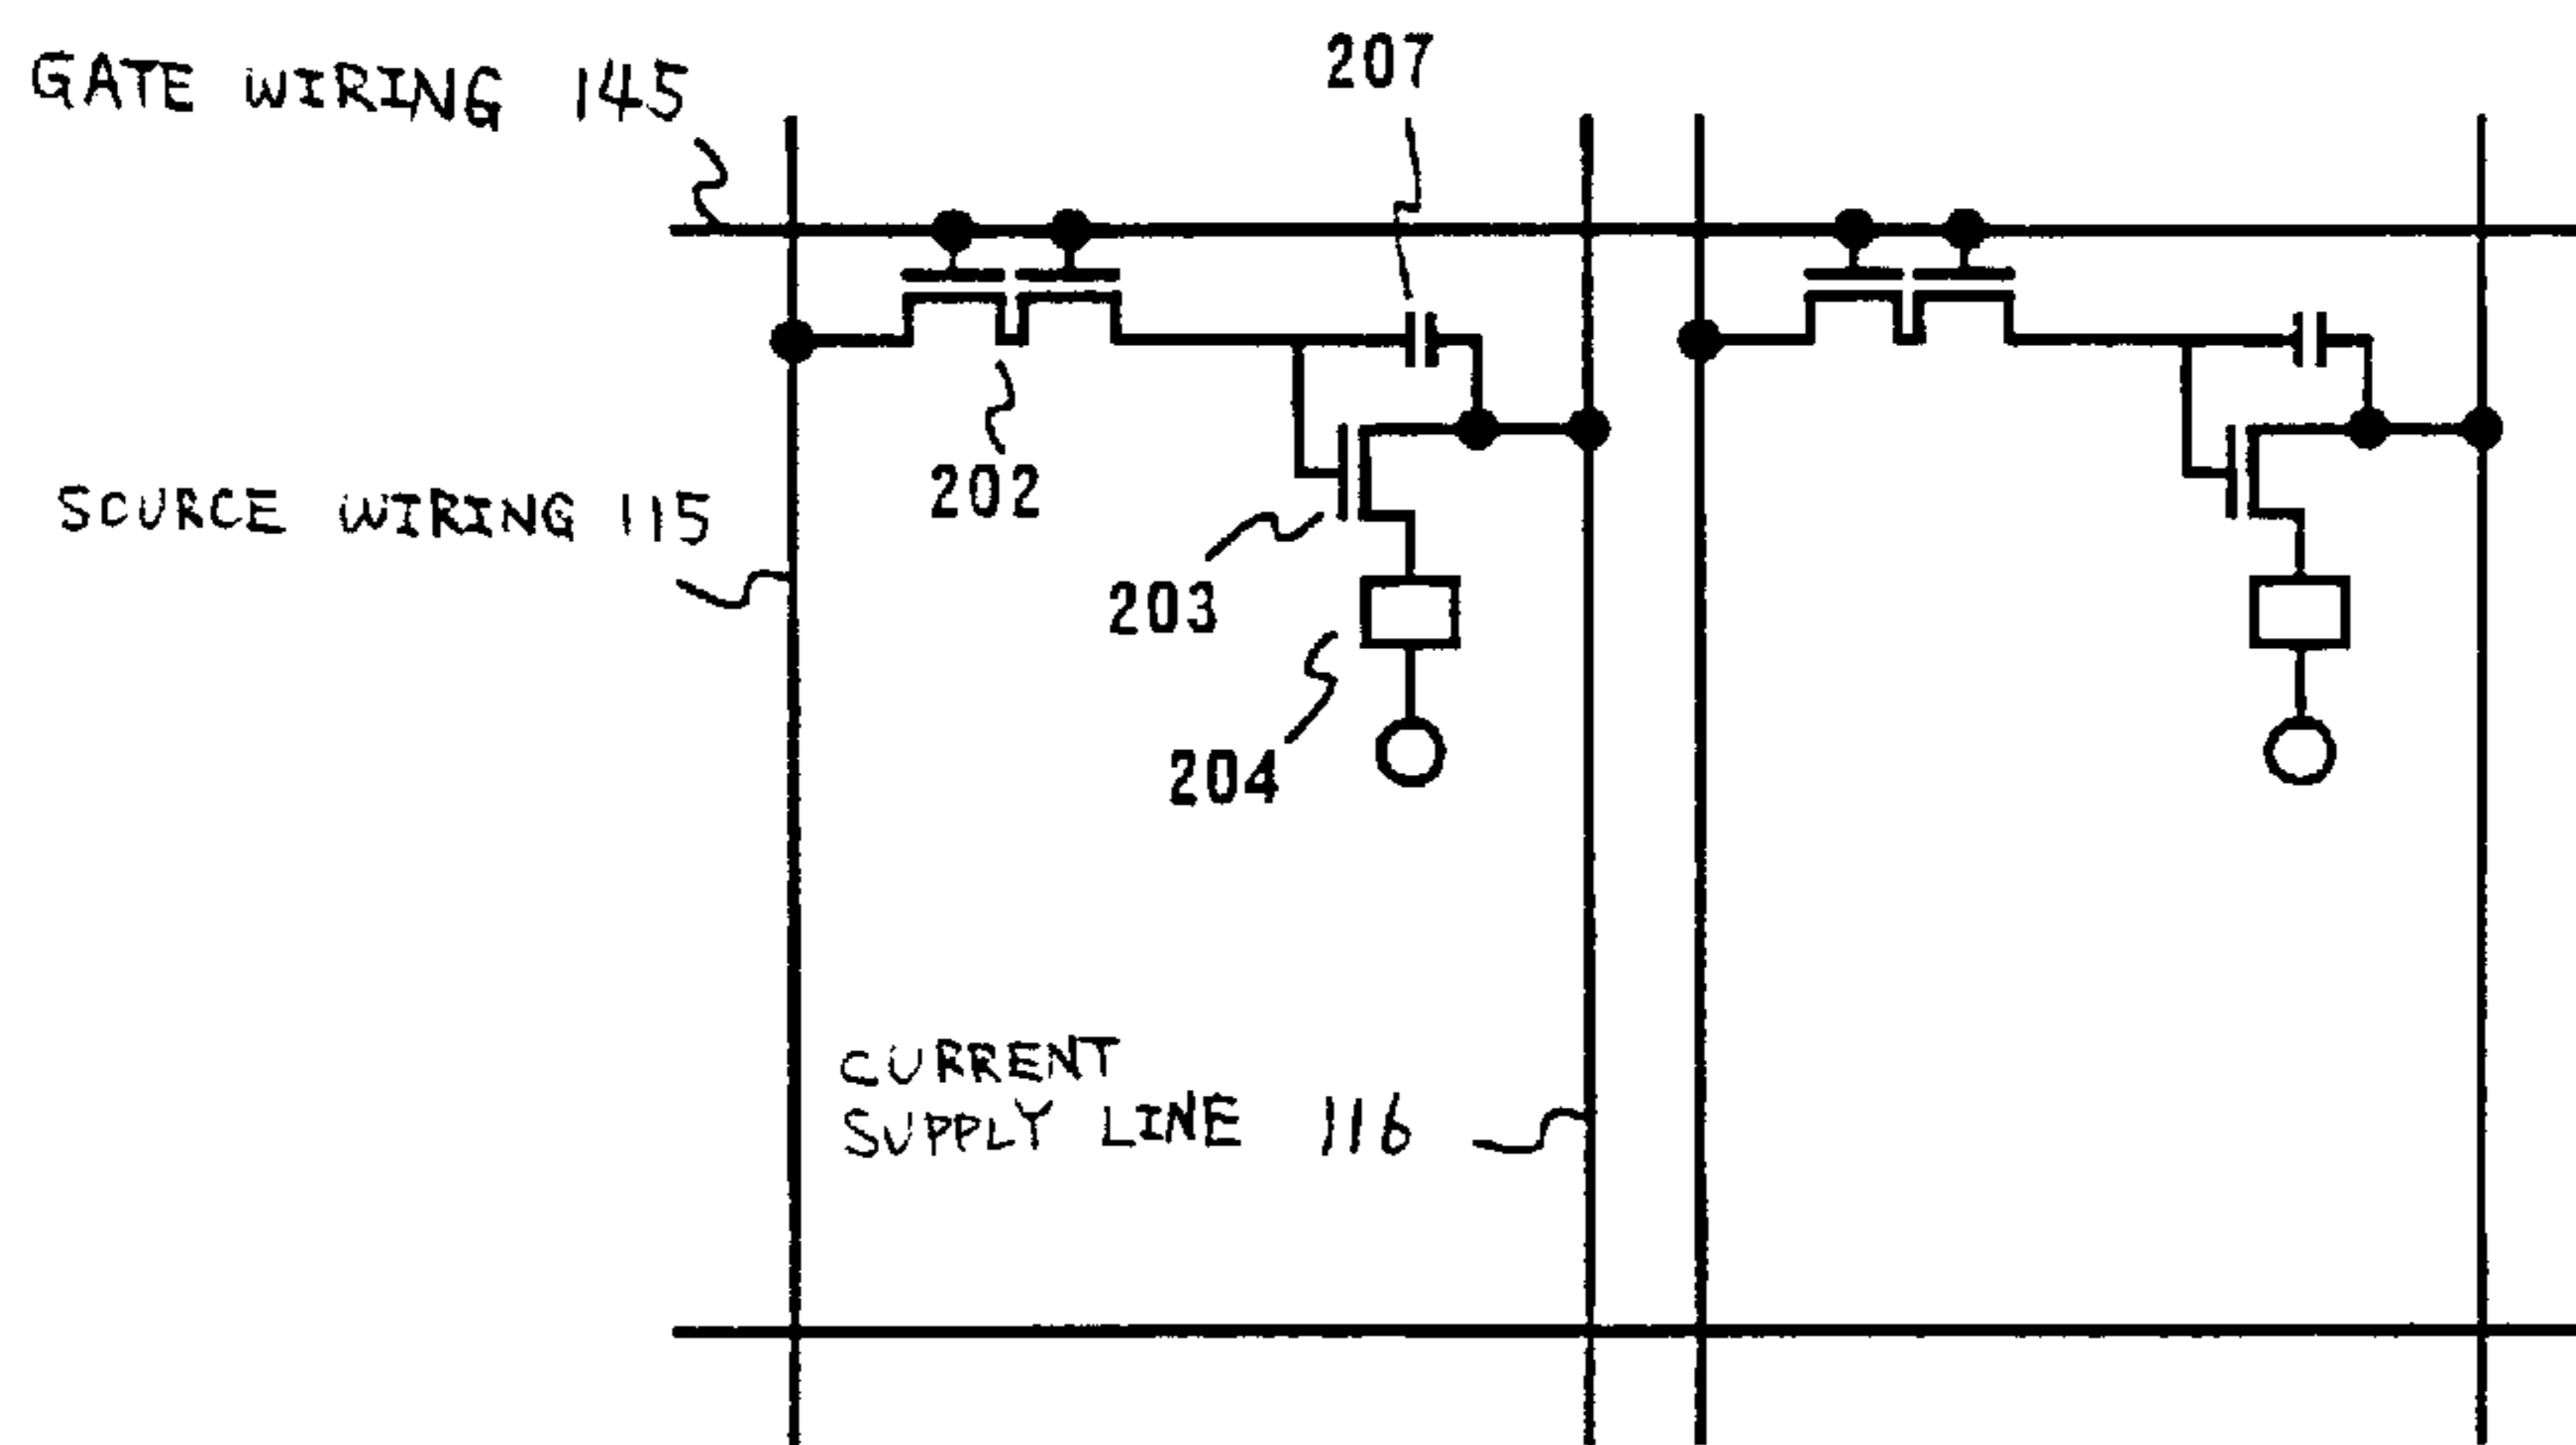 GATE WIRING 145
207
202
SOURCE WIRING 115
203
204
CURRENT
SUPPLY LINE 116